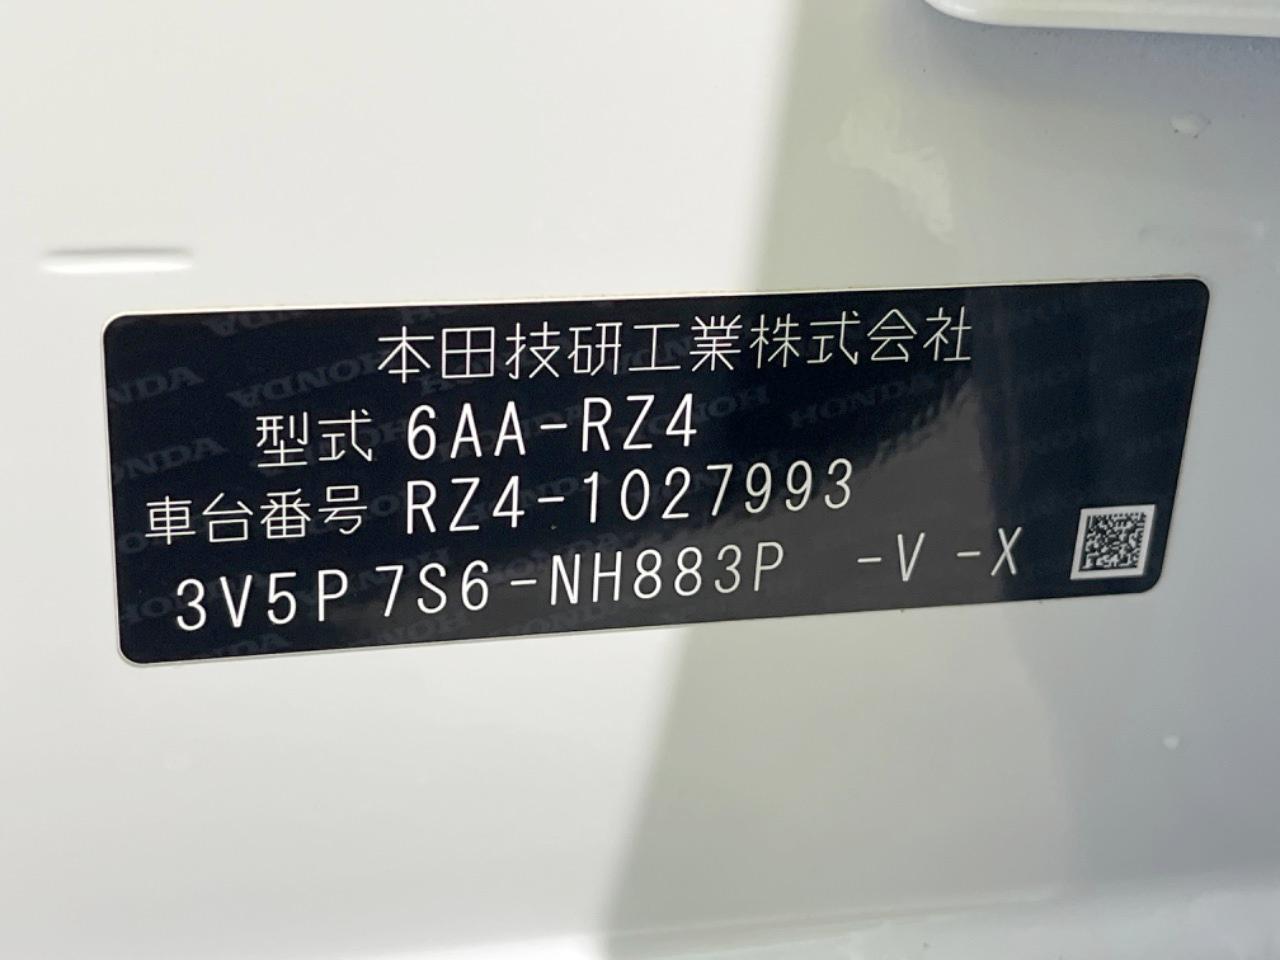 本田技研工業株式会社
型式 6AA-RZ4
車台番号 RZ4-1027993
3V5P 7S6-NH883P -V -X